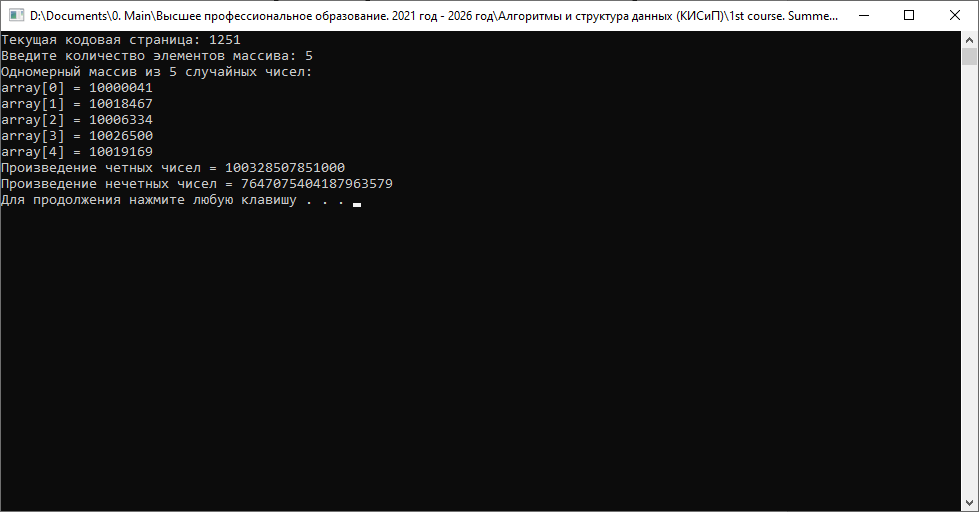 D:\Documents\0. Main\Высшее профессиональное образование. 2021 год - 2026 год\Алгоритмы и структура данных (КИСиП)\1st course. Summe...
Текущая кодовая страница: 1251
Введите количество элементов массива: 5
Одномерный массив из 5 случайных чисел:
array[0] = 10000041
array[1] = 10018467
array[2] = 10006334
array[3] = 10026500
array[4] = 10019169
Произведение четных чисел = 100328507851000
Произведение нечетных чисел = 7647075404187963579
Для продолжения нажмите любую клавишу . . .